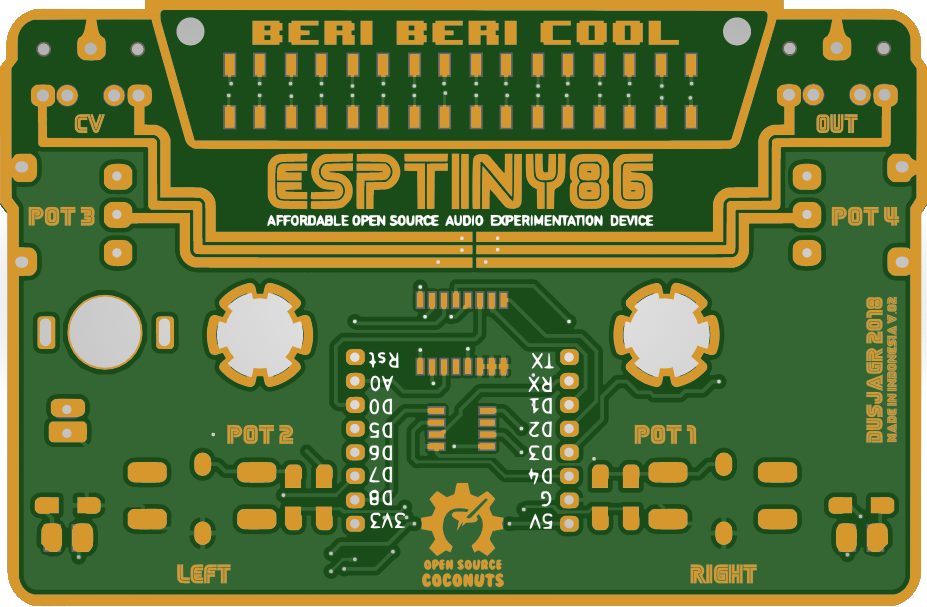 BERI BERI COOL
CV
OUT
ESPTINY86
AFFORDABLE OPEN SOURCE AUDIO EXPERIMENTATION DEVICE
POT 3
POT 4
DUSJAGR 2018
MADE IN INDONESIA V.02
Rst
A0
D0
D5
D6
D7
D8
3V3
TX
RX
D1
D2
D3
D4
G
5V
POT 2
POT 1
LEFT
RIGHT
OPEN SOURCE
COCONUTS